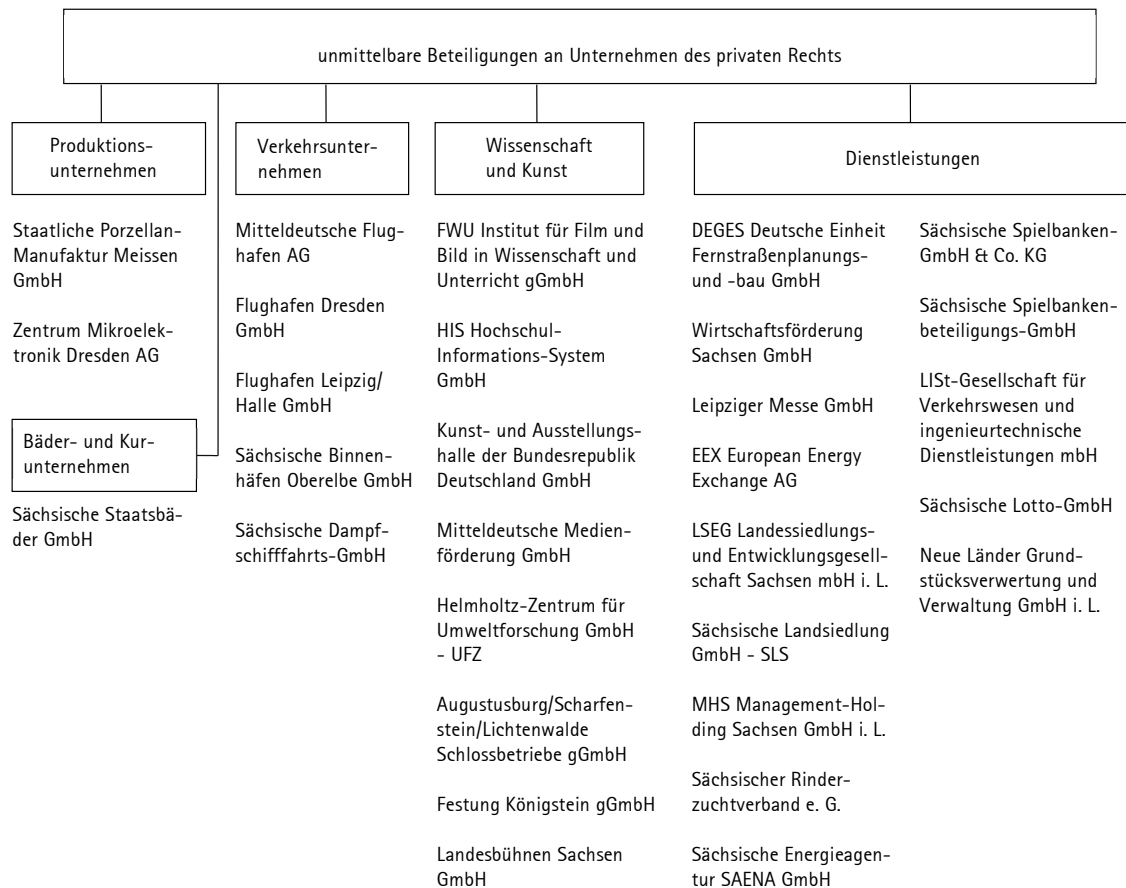 unmittelbare Beteiligungen an Unternehmen des privaten Rechts
Produktions-
unternehmen
Staatliche Porzellan-
Manufaktur Meissen
GmbH
Zentrum Mikroelek-
tronik Dresden AG
Bäder- und Kur-
unternehmen
Sächsische Staatsbä-
der GmbH
Verkehrsunter-
nehmen
Mitteldeutsche Flug-
hafen AG
Flughafen Dresden
GmbH
Flughafen Leipzig/
Halle GmbH
Sächsische Binnen-
häfen Oberelbe GmbH
Sächsische Dampf-
schifffahrts-GmbH
Wissenschaft
und Kunst
FWU Institut für Film und
Bild in Wissenschaft und
Unterricht gGmbH
HIS Hochschul-
Informations-System
GmbH
Kunst- und Ausstellungs-
halle der Bundesrepublik
Deutschland GmbH
Mitteldeutsche Medien-
förderung GmbH
Helmholtz-Zentrum für
Umweltforschung GmbH
- UFZ
Augustusburg/Scharfen-
stein/Lichtenwalde
Schlossbetriebe gGmbH
Festung Königstein gGmbH
Landesbühnen Sachsen
GmbH
Dienstleistungen
DEGES Deutsche Einheit
Fernstraßenplanungs-
und -bau GmbH
Wirtschaftsförderung
Sachsen GmbH
Leipziger Messe GmbH
EEX European Energy
Exchange AG
LSEG Landessiedlungs-
und Entwicklungsgesell-
schaft Sachsen mbH i. L.
Sächsische Landsiedlung
GmbH - SLS
MHS Management-Hol-
ding Sachsen GmbH i. L.
Sächsischer Rinder-
zuchtverband e. G.
Sächsische Energieagen-
tur SAENA GmbH
Sächsische Spielbanken-
GmbH & Co. KG
Sächsische Spielbanken-
beteiligungs-GmbH
LISt-Gesellschaft für
Verkehrswesen und
ingenieurtechnische
Dienstleistungen mbH
Sächsische Lotto-GmbH
Neue Länder Grund-
stücksverwertung und
Verwaltung GmbH i. L.